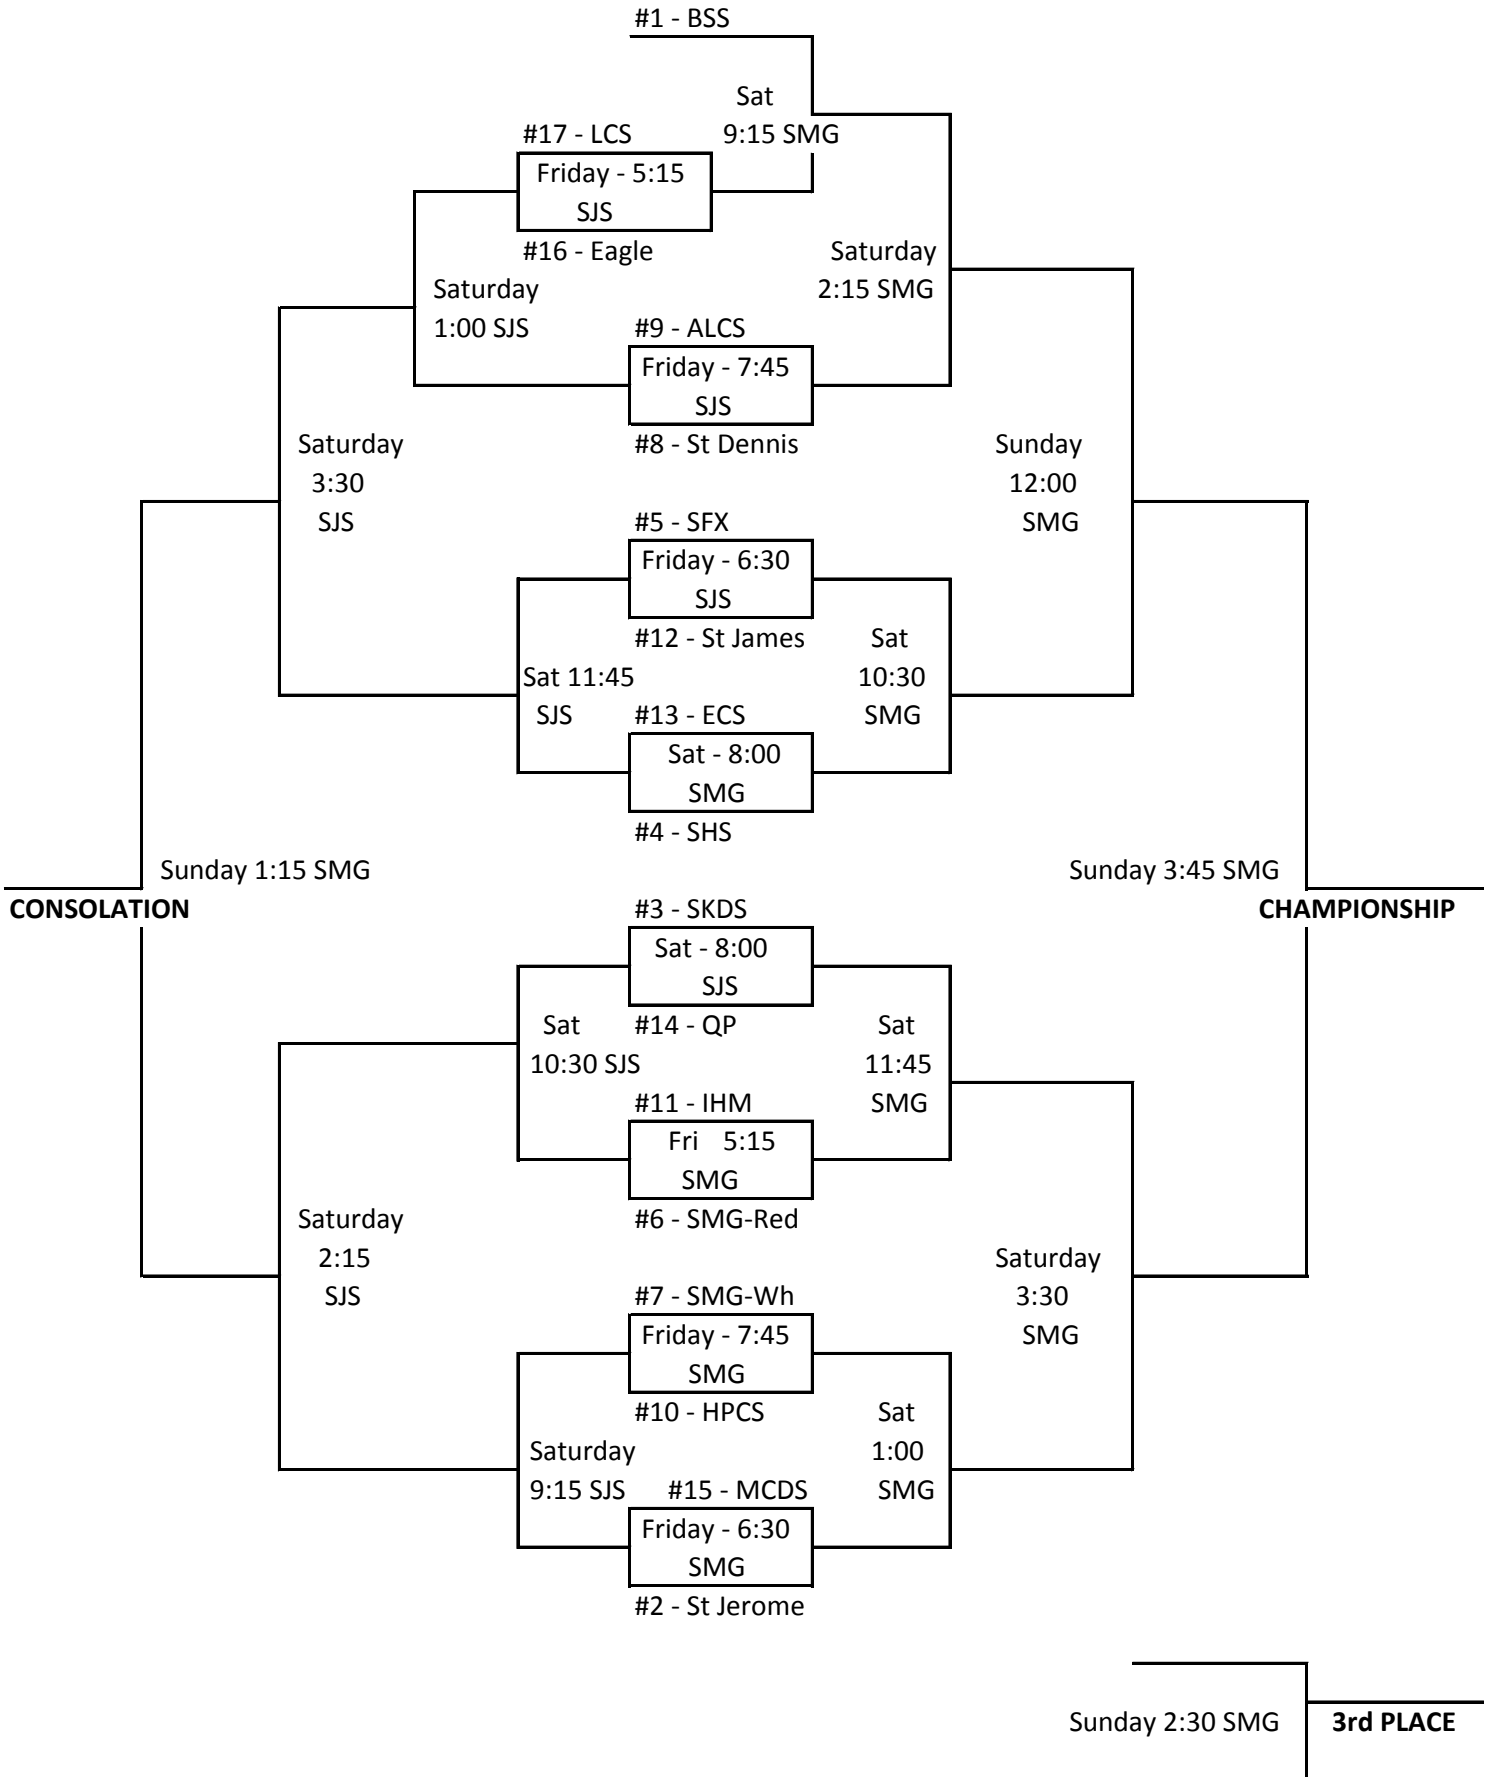 #1 - BSS
Sat
9:15 SMG
#17 - LCS
Friday - 5:15
SJS
#16 - Eagle
Saturday
2:15 SMG
Saturday
1:00 SJS
#9 - ALCS
Friday - 7:45
SJS
#8 - St Dennis
Saturday
3:30
SJS
Sunday
12:00
SMG
#5 - SFX
Friday - 6:30
SJS
#12 - St James
Sat
10:30
SMG
Sat 11:45
SJS
#13 - ECS
Sat - 8:00
SMG
#4 - SHS
Sunday 1:15 SMG
CONSOLATION
Sunday 3:45 SMG
CHAMPIONSHIP
#3 - SKDS
Sat - 8:00
SJS
#14 - QP
Sat
10:30 SJS
Sat
11:45
SMG
#11 - IHM
Fri 5:15
SMG
#6 - SMG-Red
Saturday
2:15
SJS
Saturday
3:30
SMG
#7 - SMG-Wh
Friday - 7:45
SMG
#10 - HPCS
Sat
1:00
SMG
Saturday
9:15 SJS
#15 - MCDS
Friday - 6:30
SMG
#2 - St Jerome
Sunday 2:30 SMG
3rd PLACE